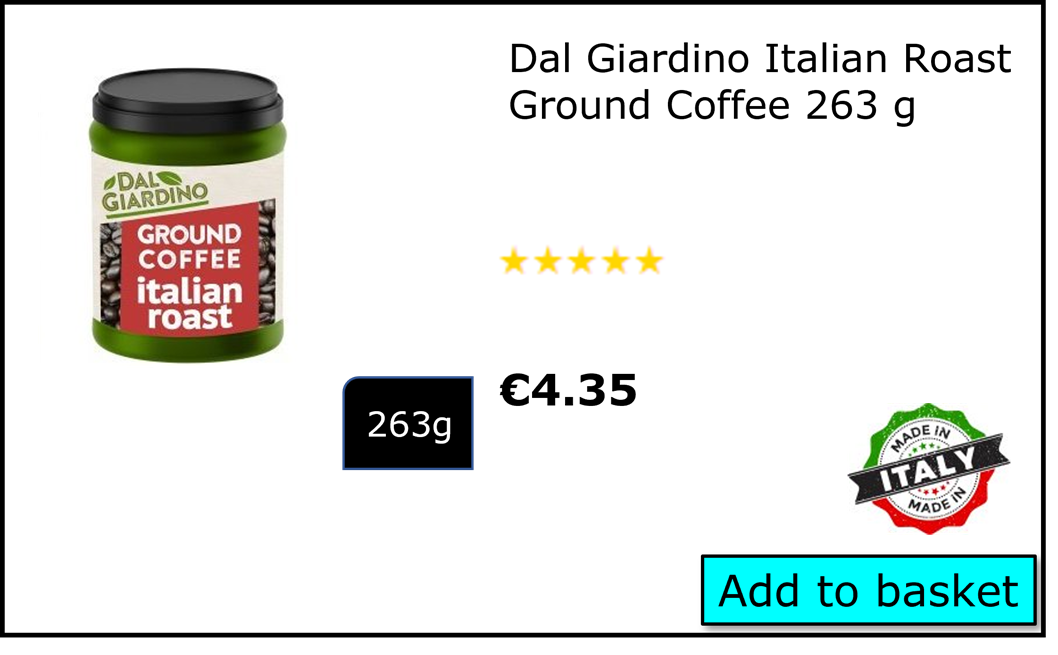 Dal Giardino Italian Roast
Ground Coffee 263 g
DAL
GIARDINO
GROUND
COFFEE
italian
roast
€4.35
263g
MADE IN
ITALY
MADE IN
Add to basket